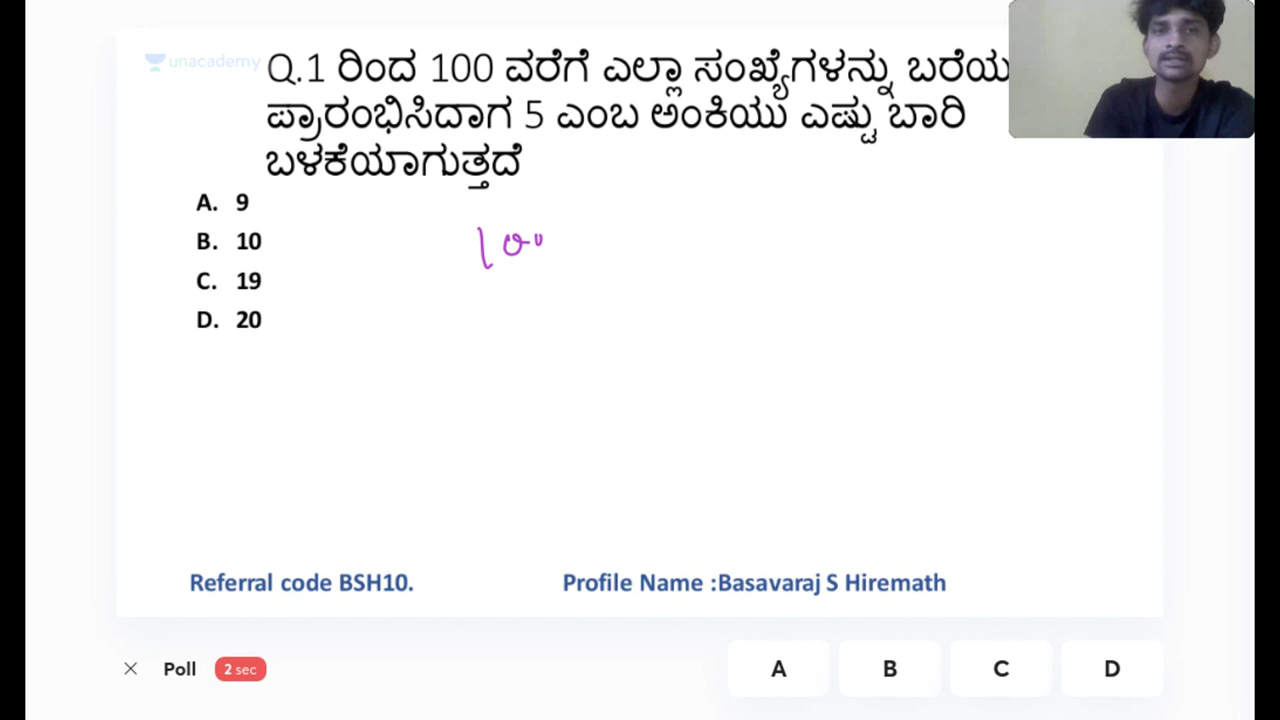 unacademy
Q.1 ರಿಂದ 100 ವರೆಗೆ ಎಲ್ಲಾ ಸಂಖ್ಯೆಗಳನ್ನು ಬರೆಯ
ಪ್ರಾರಂಭಿಸಿದಾಗ 5 ಎಂಬ ಅಂಕಿಯು ಎಷ್ಟು ಬಾರಿ
ಬಳಕೆಯಾಗುತ್ತದೆ
A. 9
B. 10
C. 19
D. 20
100
Referral code BSH10.
Profile Name :Basavaraj S Hiremath
× Poll 2 sec
A B C D